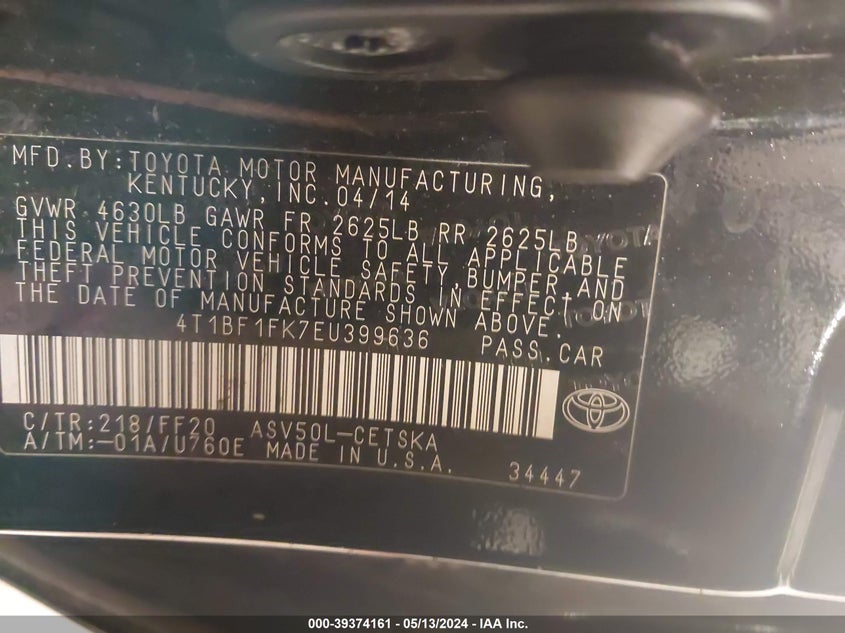 MFD.BY:TOYOTA MOTOR MANUFACTURING,
KENTUCKY,INC.04/14
GVWR 4630LB GAWR FR 2625LB RR 2625LB
THIS VEHICLE CONFORMS TO ALL APPLICABLE
FEDERAL MOTOR VEHICLE SAFETY,BUMPER,AND
THEFT PREVENTION STANDARDS IN EFFECT ON
THE DATE OF MANUFACTURE SHOWN ABOVE.
4T1BF1FK7EU399636 PASS.CAR
C/TR:218/FF20 ASV50L-CETSKA
A/TM:-01A/U760E MADE IN U.S.A.
34447
000-39374161 - 05/13/2024 - IAA Inc.